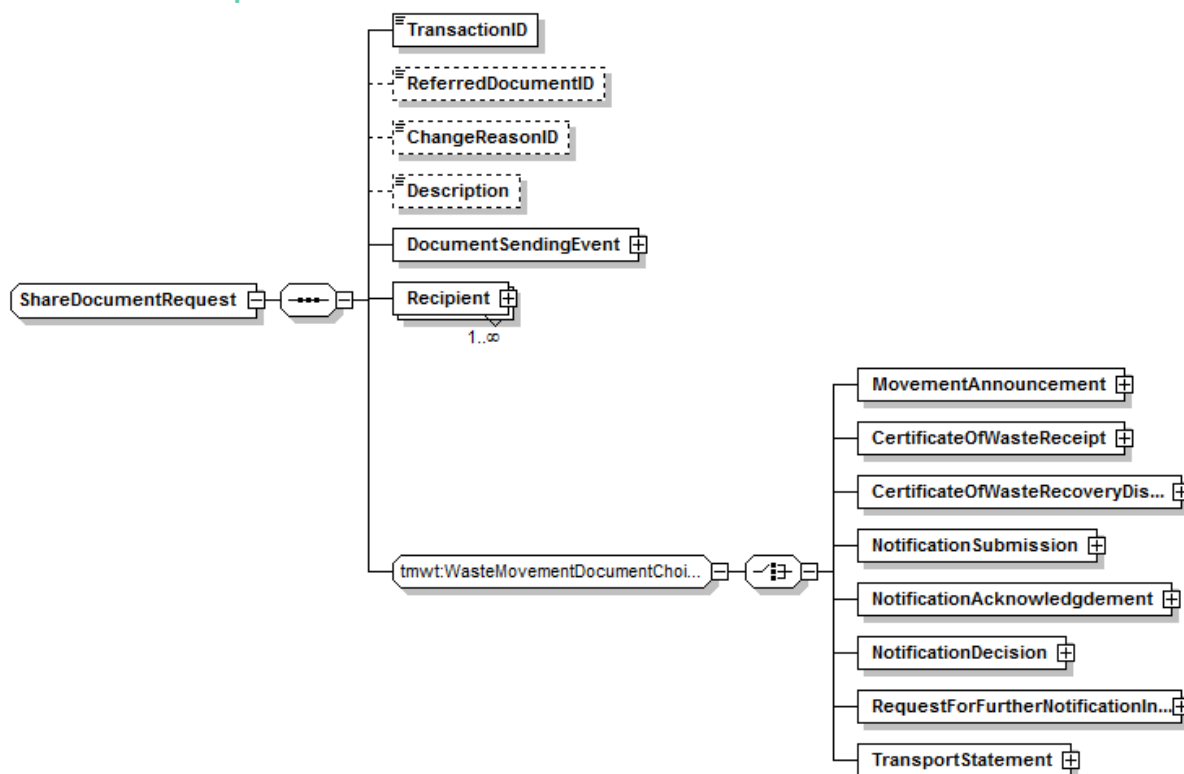 TransactionID
ReferredDocumentID
ChangeReasonID
Description
DocumentSendingEvent
ShareDocumentRequest
Recipient
1..∞
MovementAnnouncement
CertificateOfWasteReceipt
CertificateOfWasteRecoveryDis...
NotificationSubmission
tmwt:WasteMovementDocumentChoi...
NotificationAcknowledgdement
NotificationDecision
RequestForFurtherNotificationIn...
TransportStatement